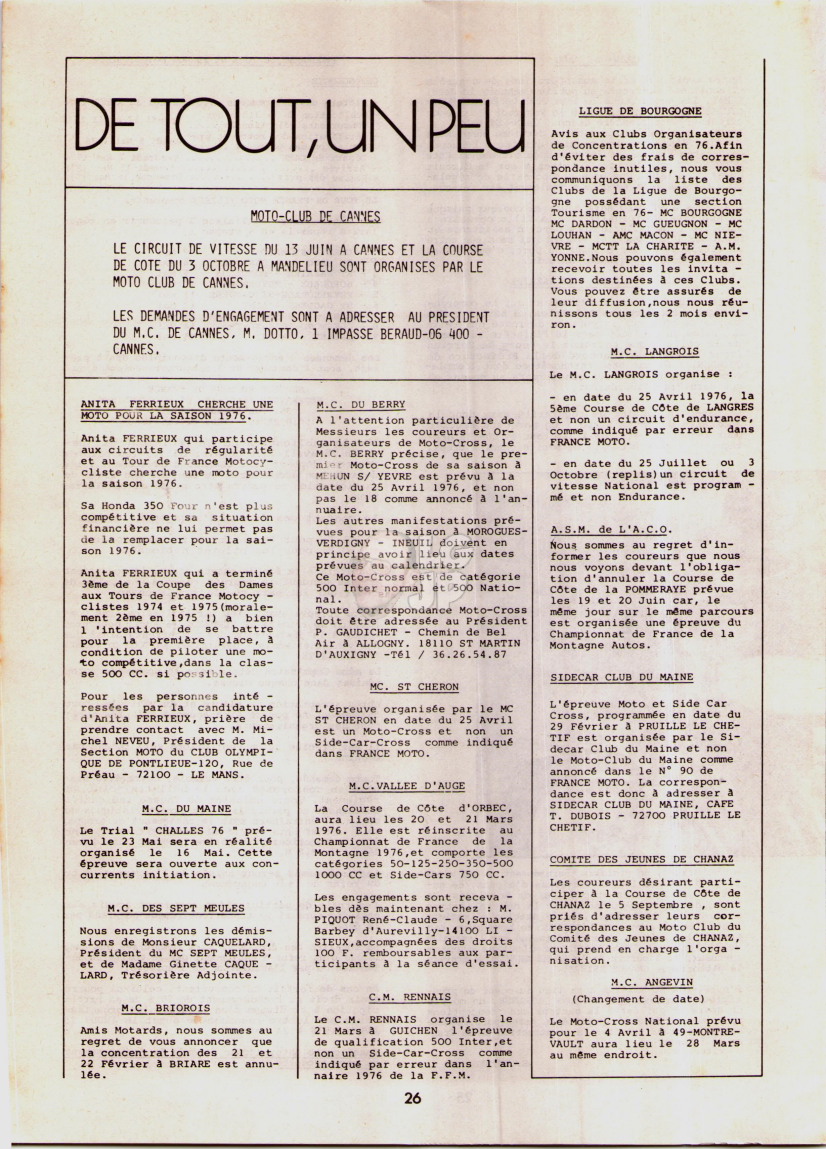 DE TOUT, UN PEU
MOTO-CLUB DE CANNES
LE CIRCUIT DE VITESSE DU 13 JUIN A CANNES ET LA COURSE
DE COTE DU 3 OCTOBRE A MANDELIEU SONT ORGANISES PAR LE
MOTO CLUB DE CANNES.
LES DEMANDES D'ENGAGEMENT SONT A ADRESSER AU PRESIDENT
DU M.C. DE CANNES, M. DOTTO, 1 IMPASSE BERAUD-06 400 -
CANNES.
ANITA FERRIEUX CHERCHE UNE
MOTO POUR LA SAISON 1976.
Anita FERRIEUX qui participe
aux circuits de régularité
et au Tour de France Motocy-
cliste cherche une moto pour
la saison 1976.
Sa Honda 350 Four n'est plus
compétitive et sa situation
financière ne lui permet pas
de la remplacer pour la sai-
son 1976.
Anita FERRIEUX qui a terminé
3ème de la Coupe des Dames
aux Tours de France Motocy -
clistes 1974 et 1975(morale-
ment 2ème en 1975 !) a bien
l 'intention de se battre
pour la première place, à
condition de piloter une mo-
to compétitive,dans la clas-
se 500 CC. si possible.
Pour les personnes inté -
ressées par la candidature
d'Anita FERRIEUX, prière de
prendre contact avec M. Mi-
chel NEVEU, Président de la
Section MOTO du CLUB OLYMPI-
QUE DE PONTLIEUE-120, Rue de
Préau - 72100 - LE MANS.
M.C. DU MAINE
Le Trial " CHALLES 76 " pré-
vu le 23 Mai sera en réalité
organisé le 16 Mai. Cette
épreuve sera ouverte aux con-
currents initiation.
M.C. DES SEPT MEULES
Nous enregistrons les démis-
sions de Monsieur CAQUELARD,
Président du MC SEPT MEULES,
et de Madame Ginette CAQUE -
LARD, Trésorière Adjointe.
M.C. BRIOROIS
Amis Motards, nous sommes au
regret de vous annoncer que
la concentration des 21 et
22 Février à BRIARE est annu-
lée.
M.C. DU BERRY
A l'attention particulière de
Messieurs les coureurs et Or-
ganisateurs de Moto-Cross, le
M.C. BERRY précise, que le pre-
mier Moto-Cross de sa saison à
MEHUN S/ YEVRE est prévu à la
date du 25 Avril 1976, et non
pas le 18 comme annoncé à l'an-
nuaire.
Les autres manifestations pré-
vues pour la saison à MOROGUES-
VERDIGNY - INEUIL doivent en
principe avoir lieu aux dates
prévues au calendrier.
Ce Moto-Cross est de catégorie
500 Inter normal et 500 Natio-
nal.
Toute correspondance Moto-Cross
doit être adressée au Président
P. GAUDICHET - Chemin de Bel
Air à ALLOGNY. 18110 ST MARTIN
D'AUXIGNY -Tél / 36.26.54.87
MC. ST CHERON
L'épreuve organisée par le MC
ST CHERON en date du 25 Avril
est un Moto-Cross et non un
Side-Car-Cross comme indiqué
dans FRANCE MOTO.
M.C.VALLEE D'AUGE
La Course de Côte d'ORBEC,
aura lieu les 20 et 21 Mars
1976. Elle est réinscrite au
Championnat de France de la
Montagne 1976,et comporte les
catégories 50-125-250-350-500
1000 CC et Side-Cars 750 CC.
Les engagements sont receva -
bles dès maintenant chez : M.
PIQUOT René-Claude - 6,Square
Barbey d'Aurevilly-14100 LI -
SIEUX,accompagnées des droits
100 F. remboursables aux par-
ticipants à la séance d'essai.
C.M. RENNAIS
Le C.M. RENNAIS organise le
21 Mars à GUICHEN l'épreuve
de qualification 500 Inter,et
non un Side-Car-Cross comme
indiqué par erreur dans l'an-
naire 1976 de la F.F.M.
LIGUE DE BOURGOGNE
Avis aux Clubs Organisateurs
de Concentrations en 76.Afin
d'éviter des frais de corres-
pondance inutiles, nous vous
communiquons la liste des
Clubs de la Ligue de Bourgo-
gne possédant une section
Tourisme en 76- MC BOURGOGNE
MC DARDON - MC GUEUGNON - MC
LOUHAN - AMC MACON - MC NIE-
VRE - MCTT LA CHARITE - A.M.
YONNE.Nous pouvons également
recevoir toutes les invita -
tions destinées à ces Clubs.
Vous pouvez être assurés de
leur diffusion,nous nous réu-
nissons tous les 2 mois envi-
ron.
M.C. LANGROIS
Le M.C. LANGROIS organise :
- en date du 25 Avril 1976, la
5ème Course de Côte de LANGRES
et non un circuit d'endurance,
comme indiqué par erreur dans
FRANCE MOTO.
- en date du 25 Juillet ou 3
Octobre (replis)un circuit de
vitesse National est program -
mé et non Endurance.
A.S.M. de L'A.C.O.
Nous sommes au regret d'in-
former les coureurs que nous
nous voyons devant l'obliga-
tion d'annuler la Course de
Côte de la POMMERAYE prévue
les 19 et 20 Juin car, le
même jour sur le même parcours
est organisée une épreuve du
Championnat de France de la
Montagne Autos.
SIDECAR CLUB DU MAINE
L'épreuve Moto et Side Car
Cross, programmée en date du
29 Février à PRUILLE LE CHE-
TIF est organisée par le Si-
decar Club du Maine et non
le Moto-Club du Maine comme
annoncé dans le N° 90 de
FRANCE MOTO. La correspon-
dance est donc à adresser à
SIDECAR CLUB DU MAINE, CAFE
T. DUBOIS - 72700 PRUILLE LE
CHETIF.
COMITE DES JEUNES DE CHANAZ
Les coureurs désirant parti-
ciper à la Course de Côte de
CHANAZ le 5 Septembre , sont
priés d'adresser leurs cor-
respondances au Moto Club du
Comité des Jeunes de CHANAZ,
qui prend en charge l'orga -
nisation.
M.C. ANGEVIN
(Changement de date)
Le Moto-Cross National prévu
pour le 4 Avril à 49-MONTRE-
VAULT aura lieu le 28 Mars
au même endroit.
26